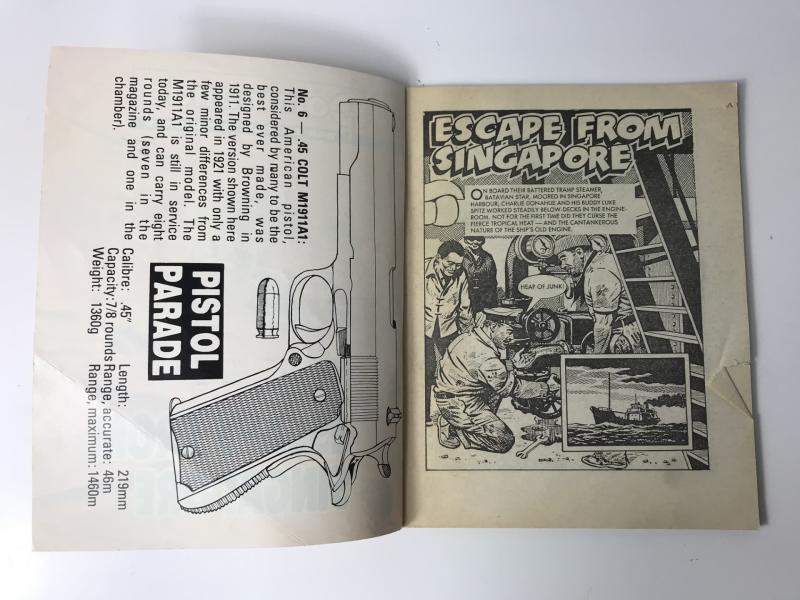 No. 6 — .45 COLT M1911A1:
This American pistol,
considered by many to be the
best ever made, was
designed by Browning in
1911. The version shown here
appeared in 1921 with only a
few minor differences from
the original model. The
M1911A1 is still in service
today, and can carry eight
rounds (seven in the
magazine and one in the
chamber).
PISTOL
PARADE
Calibre: .45" Length: 219mm
Capacity: 7/8 rounds Range, accurate: 46m
Weight: 1360g Range, maximum: 1460m
ESCAPE FROM
SINGAPORE
ON BOARD THEIR BATTERED TRAMP STEAMER,
BATAVIAN STAR, MOORED IN SINGAPORE
HARBOUR, CHARLIE DONAHUE AND HIS BUDDY LUKE
SPITZ WORKED STEADILY BELOW-DECKS IN THE ENGINE-
ROOM. NOT FOR THE FIRST TIME DID THEY CURSE THE
FIERCE TROPICAL HEAT — AND THE CANTANKEROUS
NATURE OF THE SHIP'S OLD ENGINE.
HEAP OF JUNK!